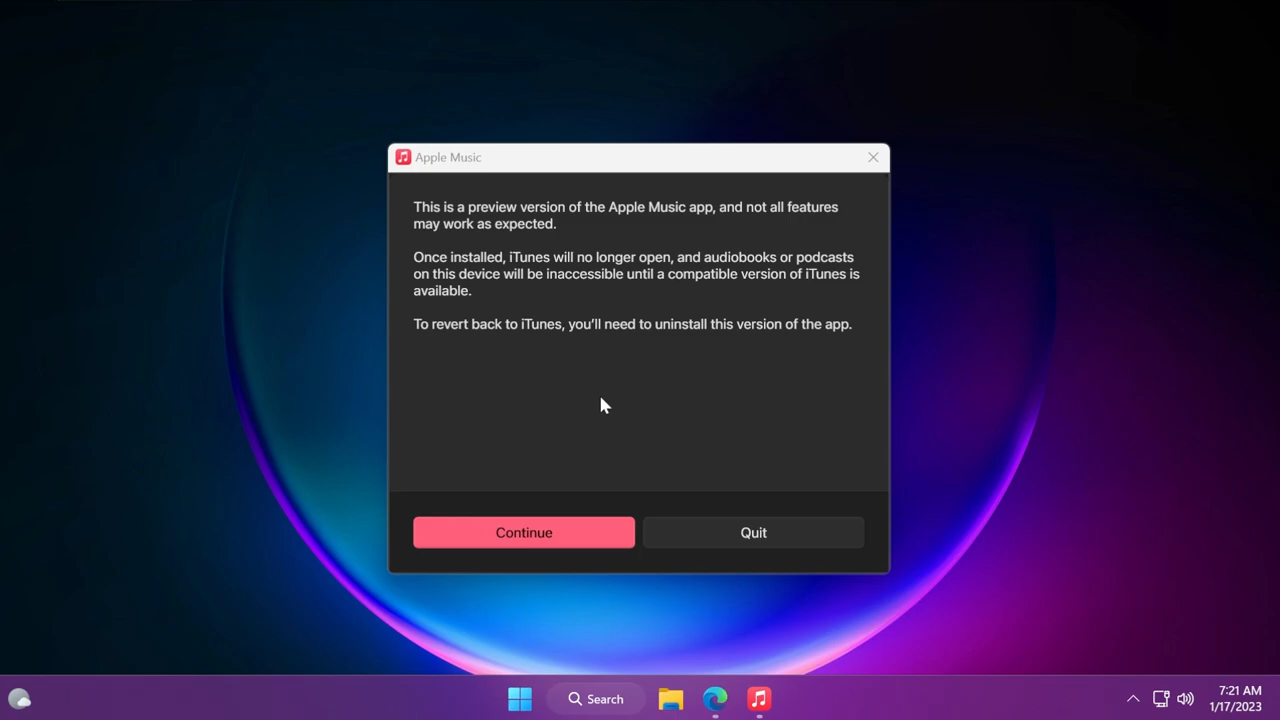 Apple Music
This is a preview version of the Apple Music app, and not all features
may work as expected.
Once installed, iTunes will no longer open, and audiobooks or podcasts
on this device will be inaccessible until a compatible version of iTunes is
available.
To revert back to iTunes, you’ll need to uninstall this version of the app.
Continue
Quit
Search
7:21 AM
1/17/2023